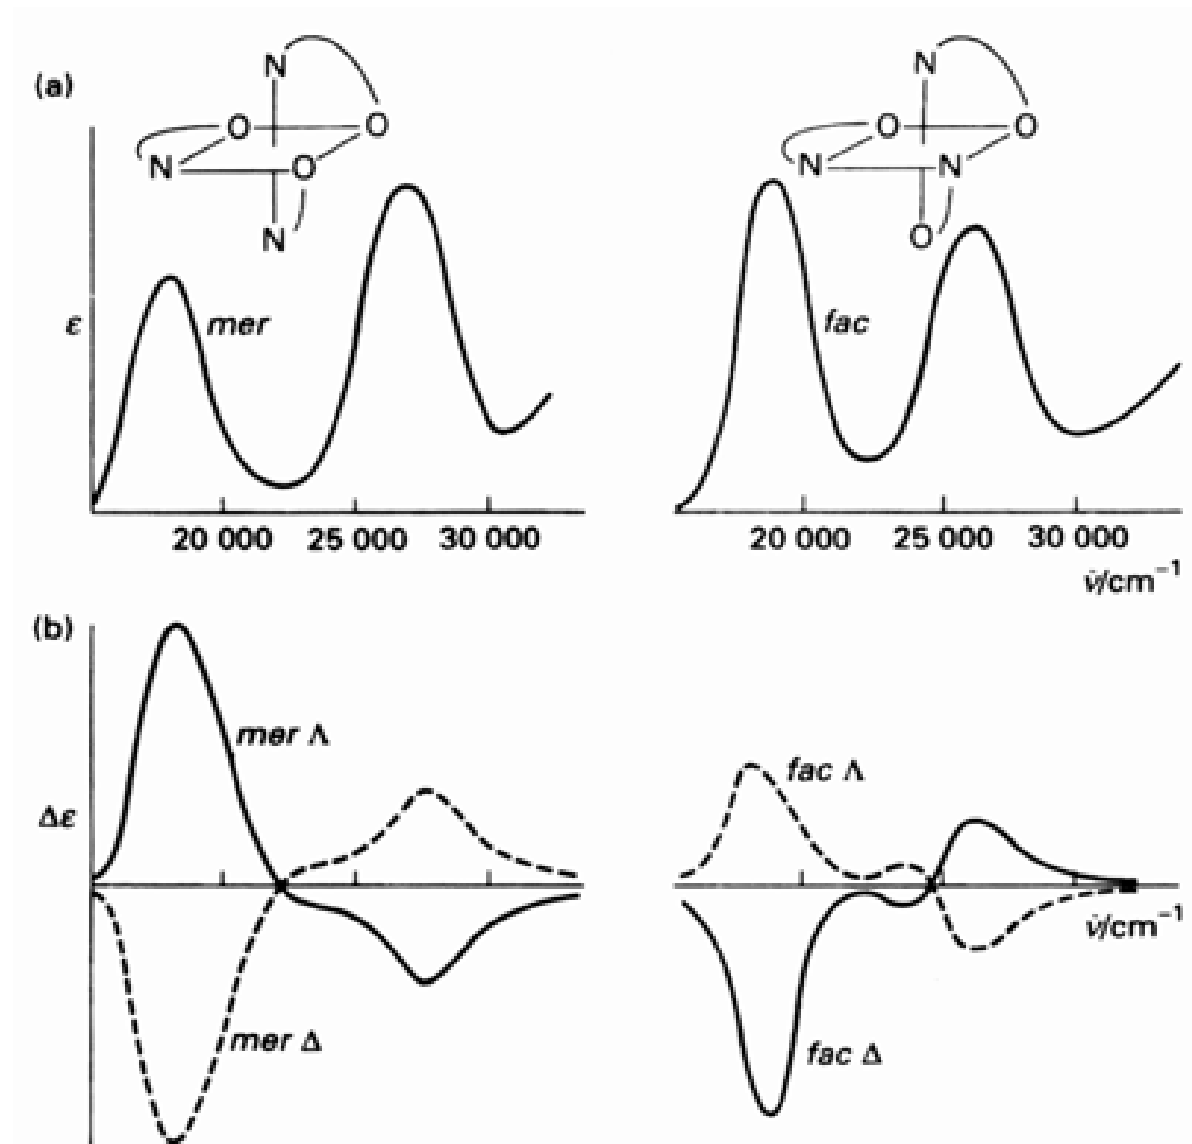 (a)
N
O O
N O
N
ε
mer
20 000 25 000 30 000
N
O O
N N
O
fac
20 000 25 000 30 000
ν̄/cm⁻¹
(b)
Δε
mer Λ
mer Δ
fac Λ
ν̄/cm⁻¹
fac Δ